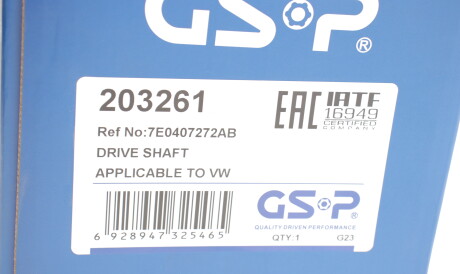 GSP®
203261
EAC
IATF
16949
CERTIFIED
COMPANY
Ref No:7E0407272AB
DRIVE SHAFT
APPLICABLE TO VW
GSP®
QUALITY DRIVEN PERFORMANCE
6 928947 325465
QTY:1 G23